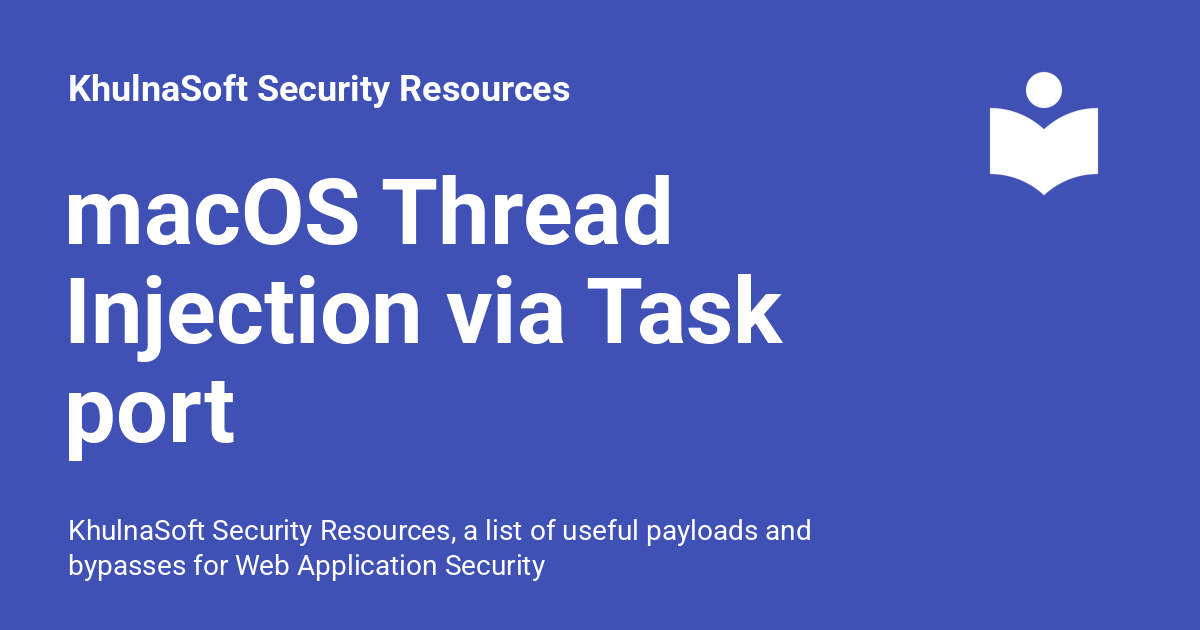 KhulnaSoft Security Resources
macOS Thread
Injection via Task
port
KhulnaSoft Security Resources, a list of useful payloads and
bypasses for Web Application Security